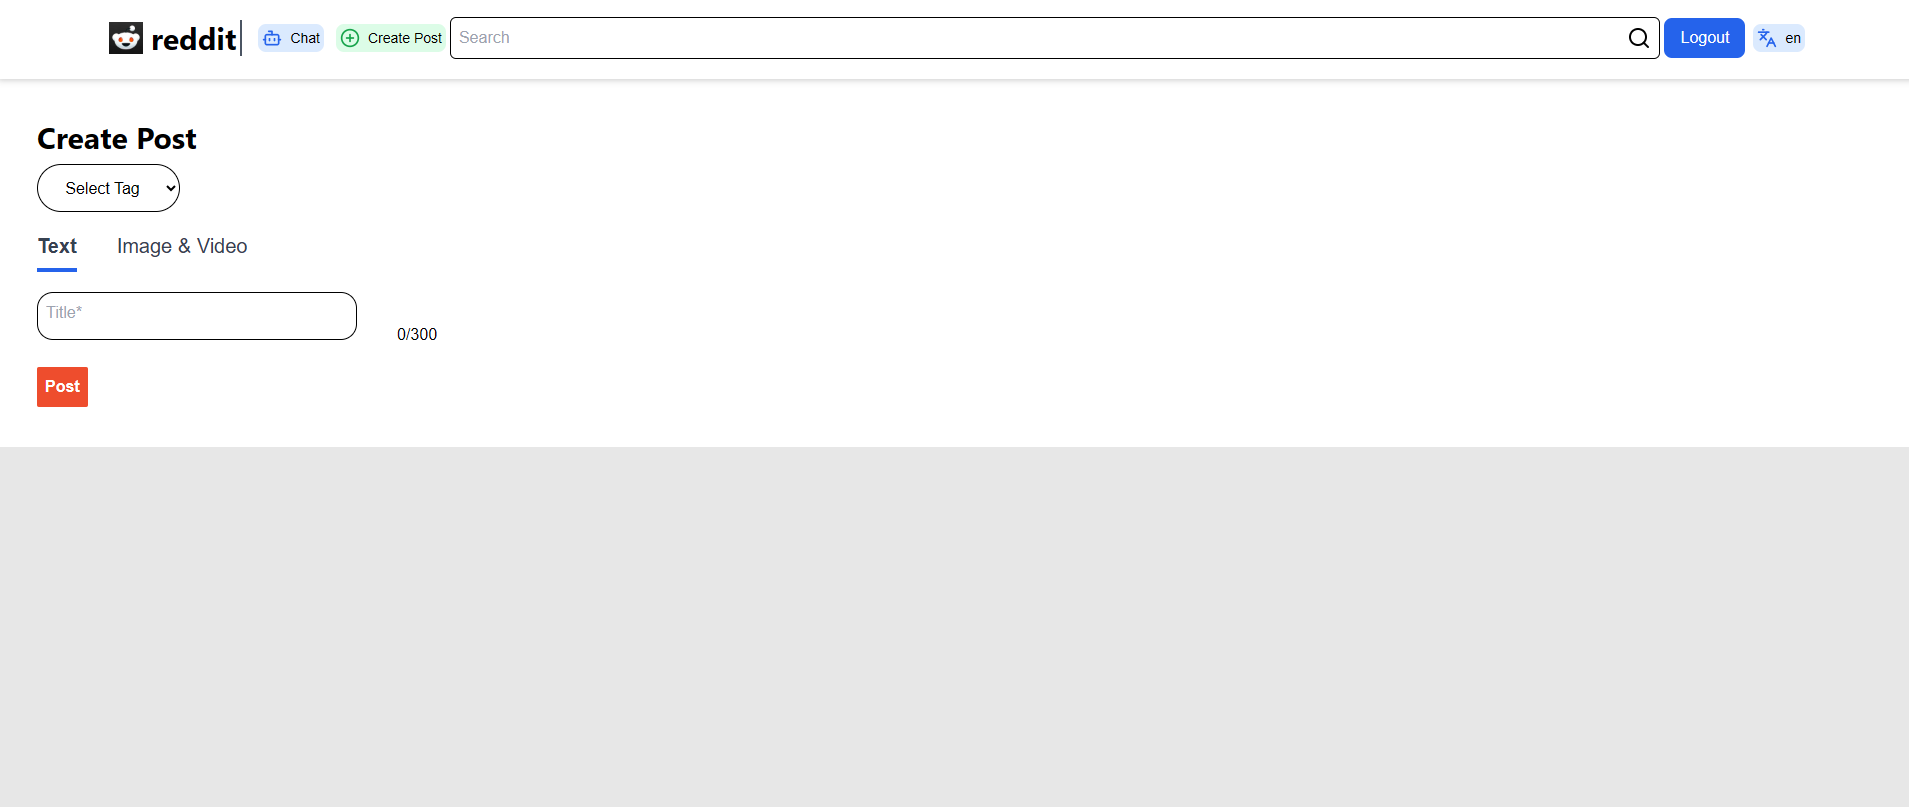 reddit Chat Create Post Search Logout en
Create Post
Select Tag
Text Image & Video
Title*
0/300
Post